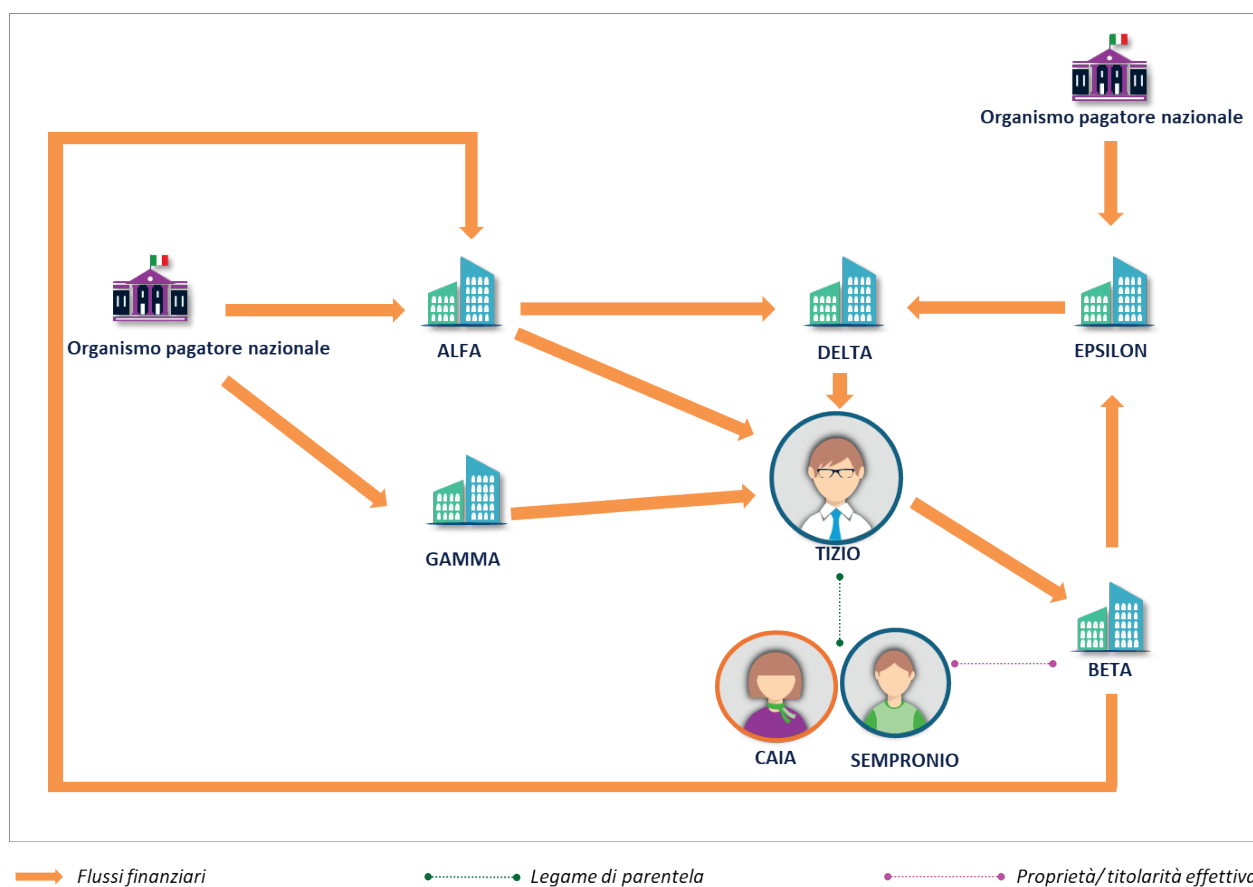 Organismo pagatore nazionale
Organismo pagatore nazionale
ALFA
DELTA
EPSILON
GAMMA
TIZIO
BETA
CAIA
SEMPRONIO
Flussi finanziari
Legame di parentela
Proprietà/titolarità effettiva